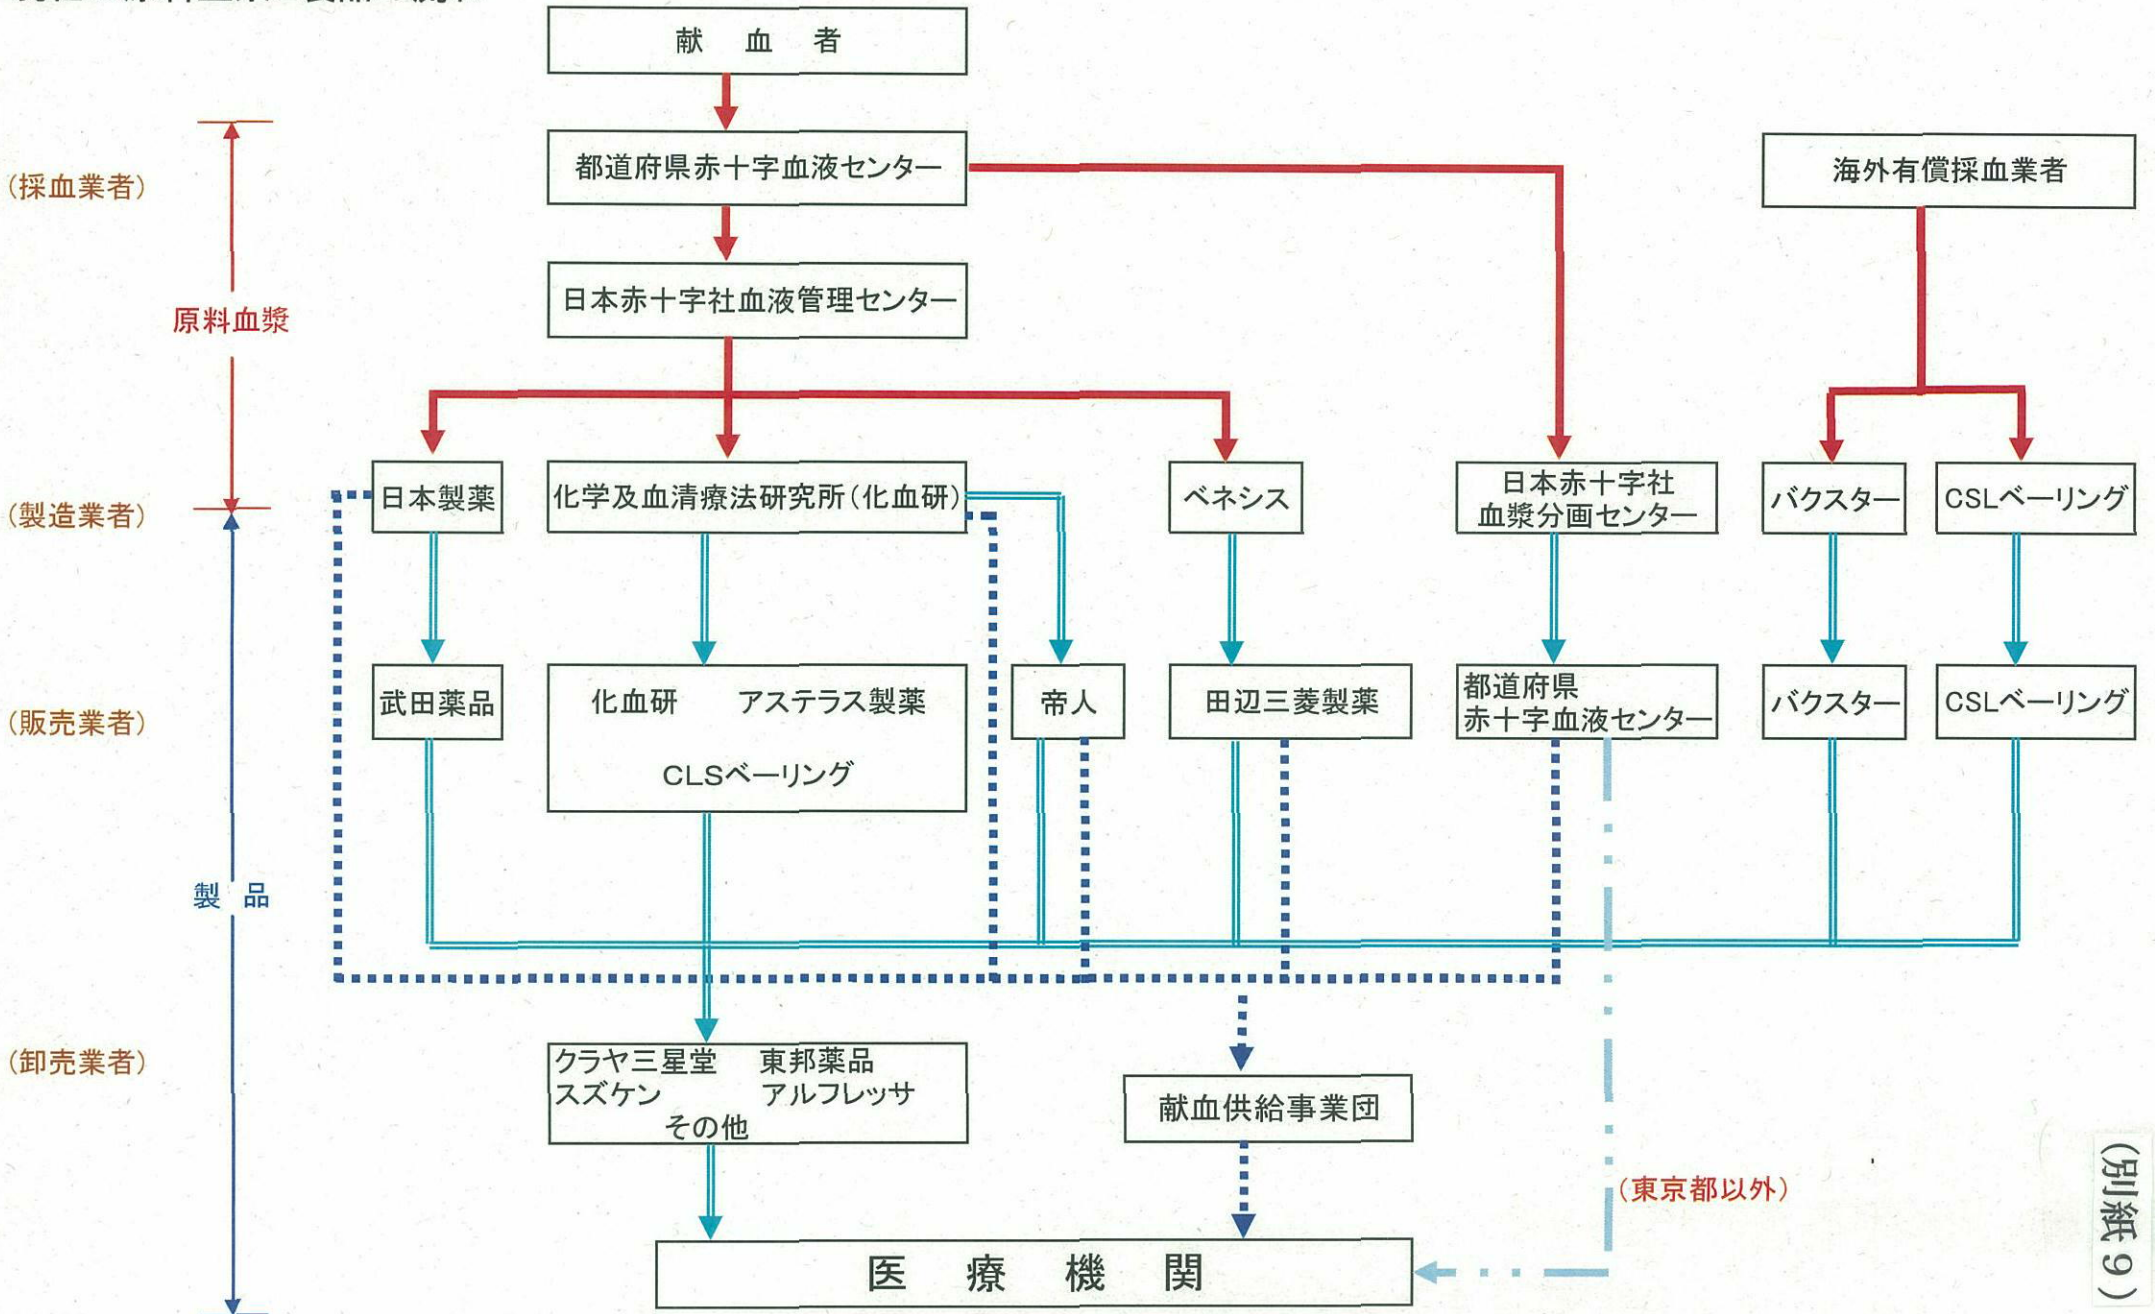 献 血 者
(採血業者)
都道府県赤十字血液センター
海外有償採血業者
日本赤十字社血液管理センター
原料血漿
(製造業者)
日本製薬
化学及血清療法研究所(化血研)
ベネシス
日本赤十字社
血漿分画センター
バクスター
CSLベーリング
(販売業者)
武田薬品
化血研 アステラス製薬
CLSベーリング
帝人
田辺三菱製薬
都道府県
赤十字血液センター
バクスター
CSLベーリング
製 品
(卸売業者)
クラヤ三星堂 東邦薬品
スズケン アルフレッサ
その他
献血供給事業団
(東京都以外)
医 療 機 関
(別紙9)